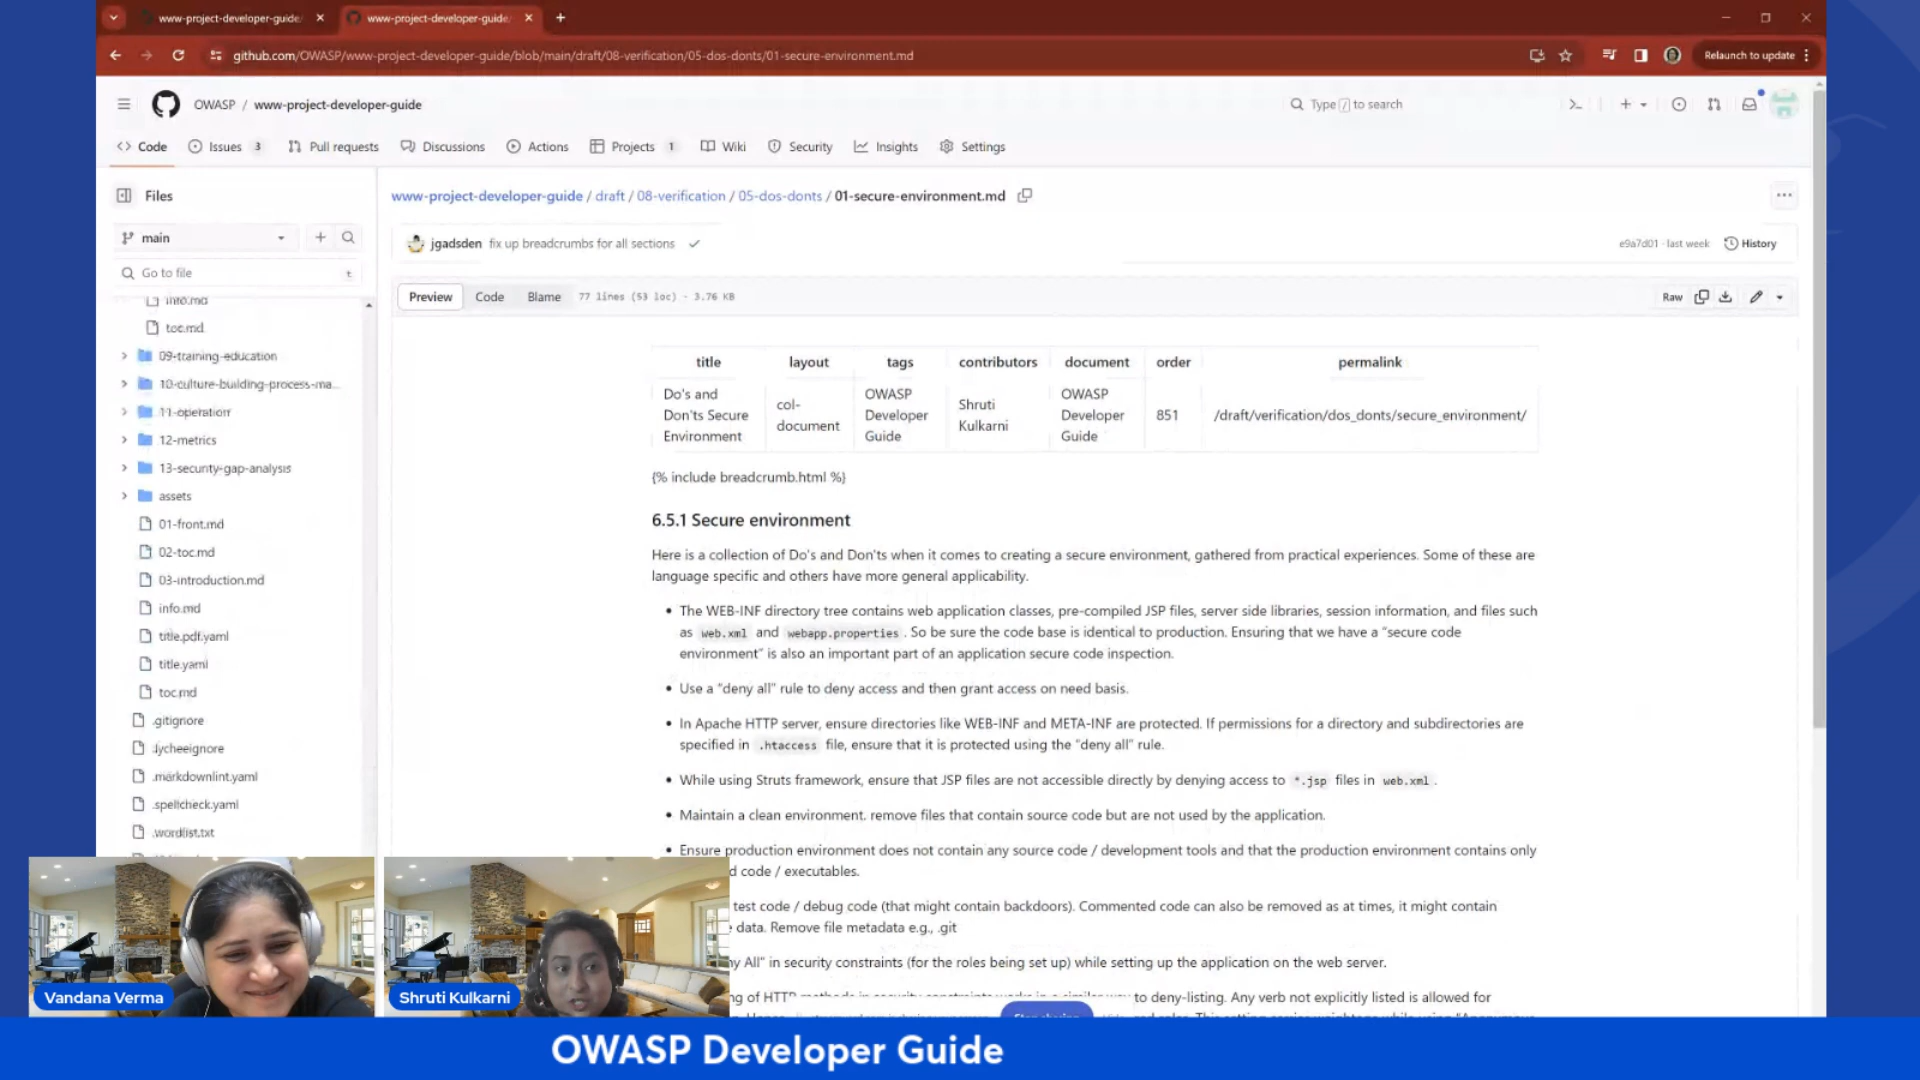 www-project-developer-guide/
www-project-developer-guide/
github.com/OWASP/www-project-developer-guide/blob/main/draft/08-verification/05-dos-donts/01-secure-environment.md
Relaunch to update
OWASP / www-project-developer-guide
Type / to search
Code
Issues 3
Pull requests
Discussions
Actions
Projects 1
Wiki
Security
Insights
Settings
Files
www-project-developer-guide / draft / 08-verification / 05-dos-donts / 01-secure-environment.md
main
jgadsden fix up breadcrumbs for all sections
e9a7d01 · last week
History
Go to file
t
Preview
Code
Blame
77 lines (53 loc) · 3.76 KB
Raw
info.md
toc.md
09-training-education
10-culture-building-process-ma...
11-operation
12-metrics
13-security-gap-analysis
assets
01-front.md
02-toc.md
03-introduction.md
info.md
title.pdf.yaml
title.yaml
toc.md
.gitignore
.lycheeignore
.markdownlint.yaml
.spellcheck.yaml
.wordlist.txt
title layout tags contributors document order permalink
Do's and Don'ts Secure Environment
col-document
OWASP Developer Guide
Shruti Kulkarni
OWASP Developer Guide
851
/draft/verification/dos_donts/secure_environment/
{% include breadcrumb.html %}
6.5.1 Secure environment
Here is a collection of Do's and Don'ts when it comes to creating a secure environment, gathered from practical experiences. Some of these are
language specific and others have more general applicability.
• The WEB-INF directory tree contains web application classes, pre-compiled JSP files, server side libraries, session information, and files such
as web.xml and webapp.properties . So be sure the code base is identical to production. Ensuring that we have a “secure code
environment” is also an important part of an application secure code inspection.
• Use a “deny all” rule to deny access and then grant access on need basis.
• In Apache HTTP server, ensure directories like WEB-INF and META-INF are protected. If permissions for a directory and subdirectories are
specified in .htaccess file, ensure that it is protected using the “deny all” rule.
• While using Struts framework, ensure that JSP files are not accessible directly by denying access to *.jsp files in web.xml .
• Maintain a clean environment. remove files that contain source code but are not used by the application.
• Ensure production environment does not contain any source code / development tools and that the production environment contains only
code / executables.
test code / debug code (that might contain backdoors). Commented code can also be removed as at times, it might contain
data. Remove file metadata e.g., .git
All” in security constraints (for the roles being set up) while setting up the application on the web server.
of HTTP methods in security constraints works in a similar way to deny-listing. Any verb not explicitly listed is allowed for
Vandana Verma
Shruti Kulkarni
OWASP Developer Guide